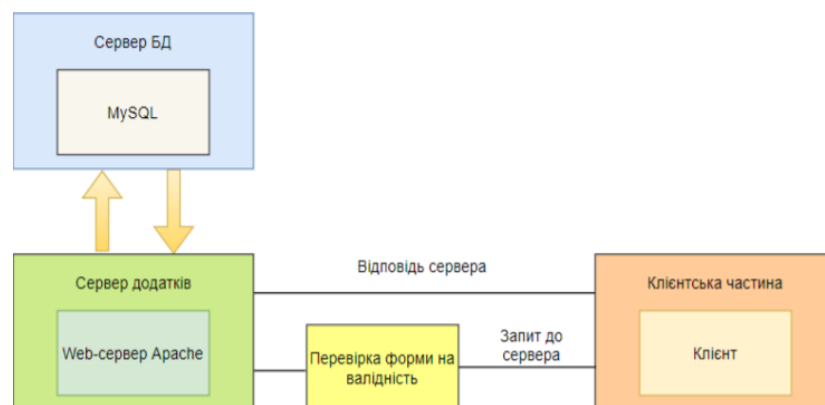 Сервер БД
MySQL
Сервер додатків
Web-сервер Apache
Відповідь сервера
Перевірка форми на
валідність
Запит до
сервера
Клієнтська частина
Клієнт